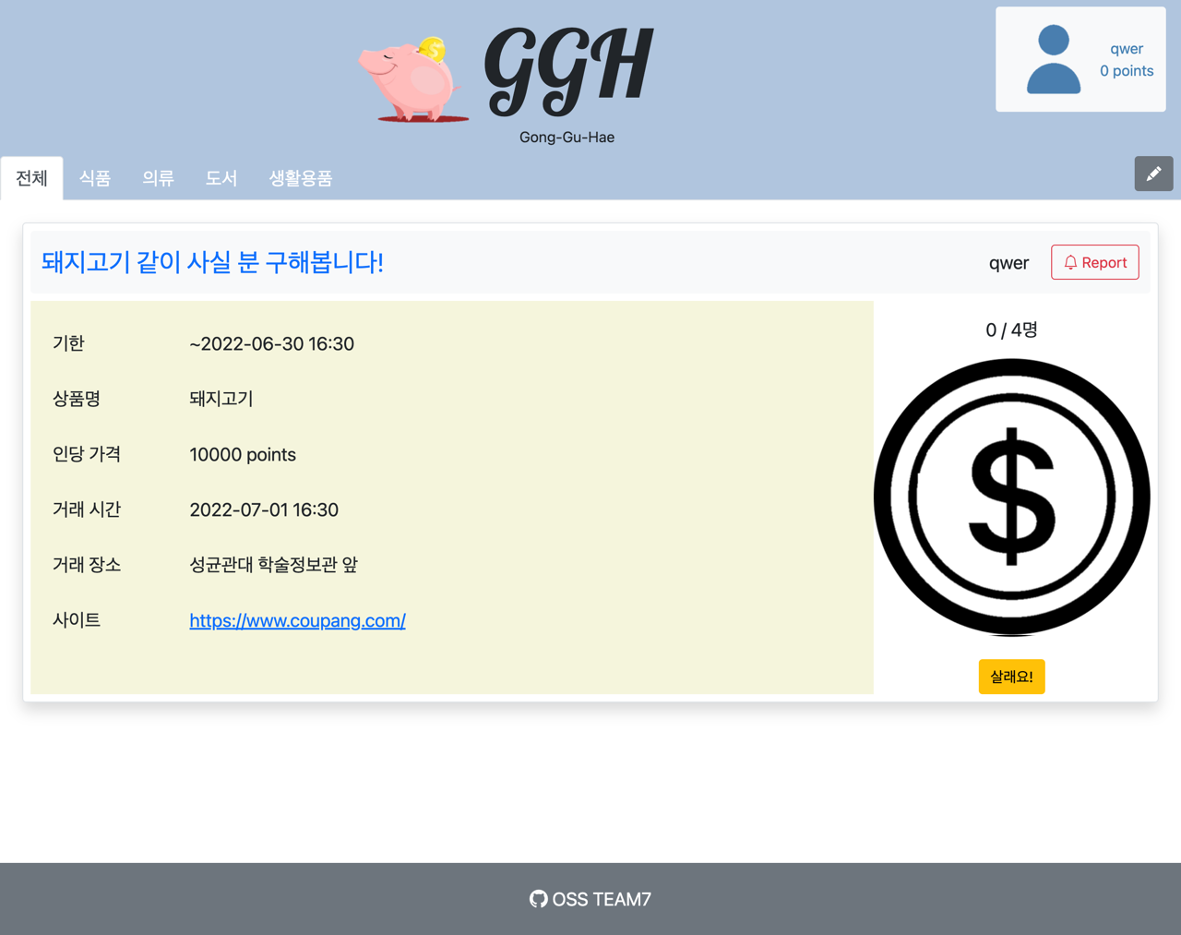 GGH
Gong-Gu-Hae
qwer
0 points
전체 식품 의류 도서 생활용품
돼지고기 같이 사실 분 구해봅니다! qwer Report
기한 ~2022-06-30 16:30
상품명 돼지고기
인당 가격 10000 points
거래 시간 2022-07-01 16:30
거래 장소 성균관대 학술정보관 앞
사이트 https://www.coupang.com/
0 / 4명
$
살래요!
OSS TEAM7